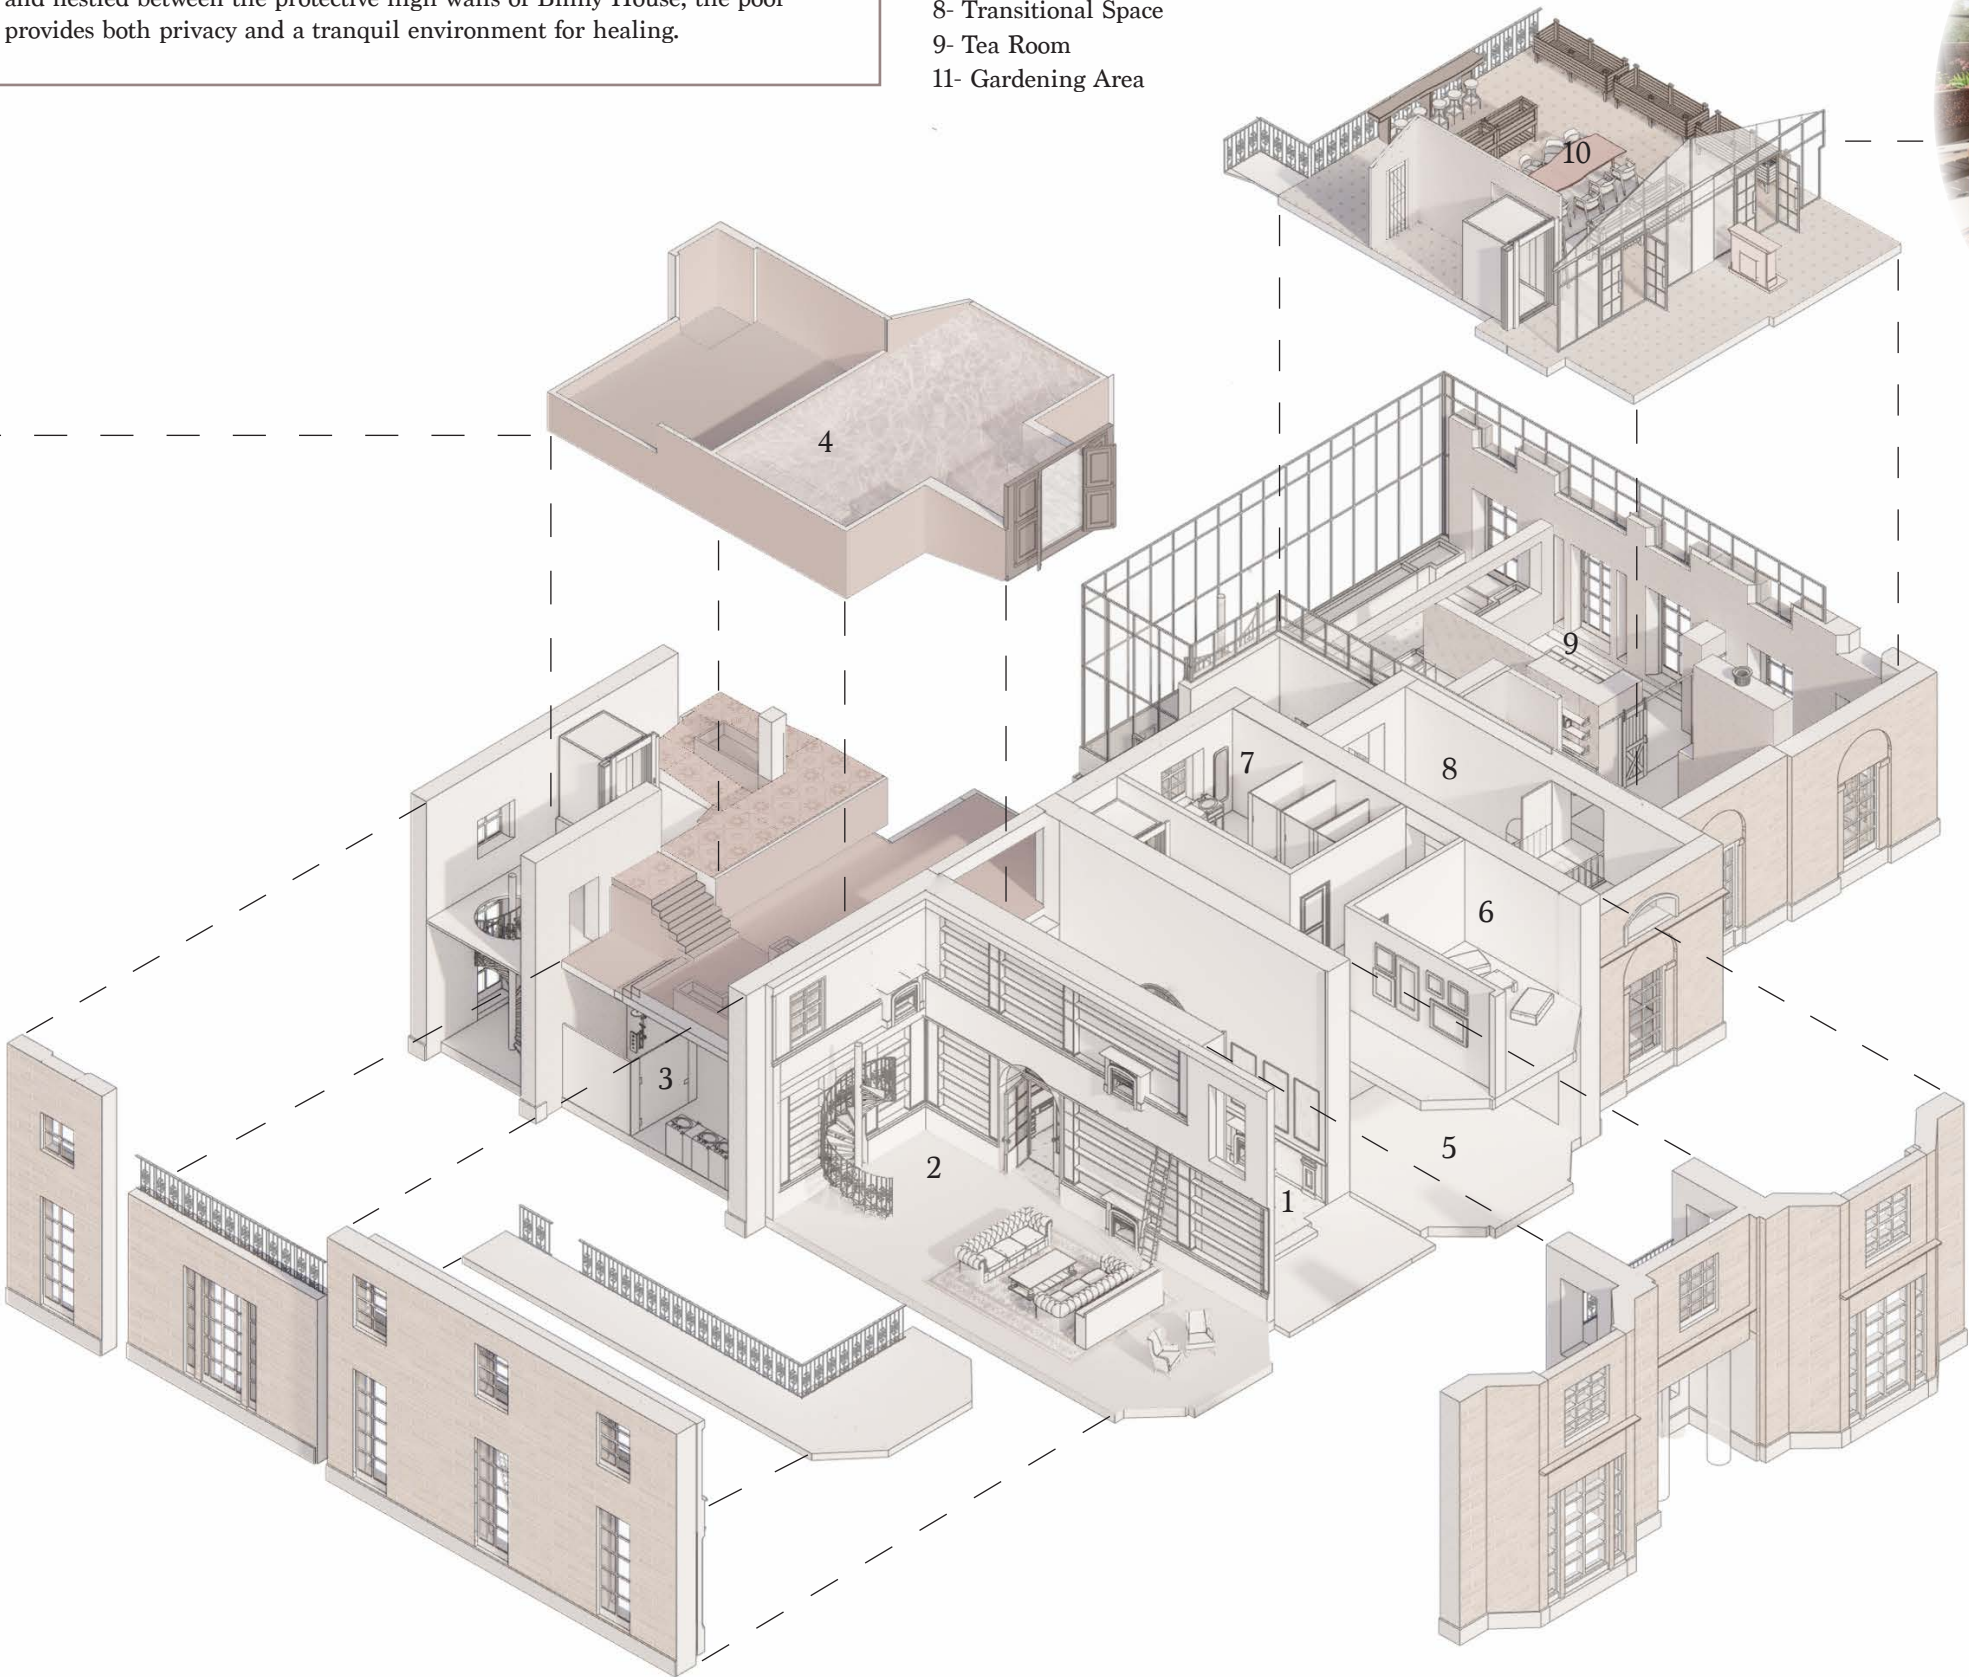 and nestled between the protective high walls of Binny House, the pool
provides both privacy and a tranquil environment for healing.
8- Transitional Space
9- Tea Room
11- Gardening Area
10
4
9
7
8
6
3
5
2
1